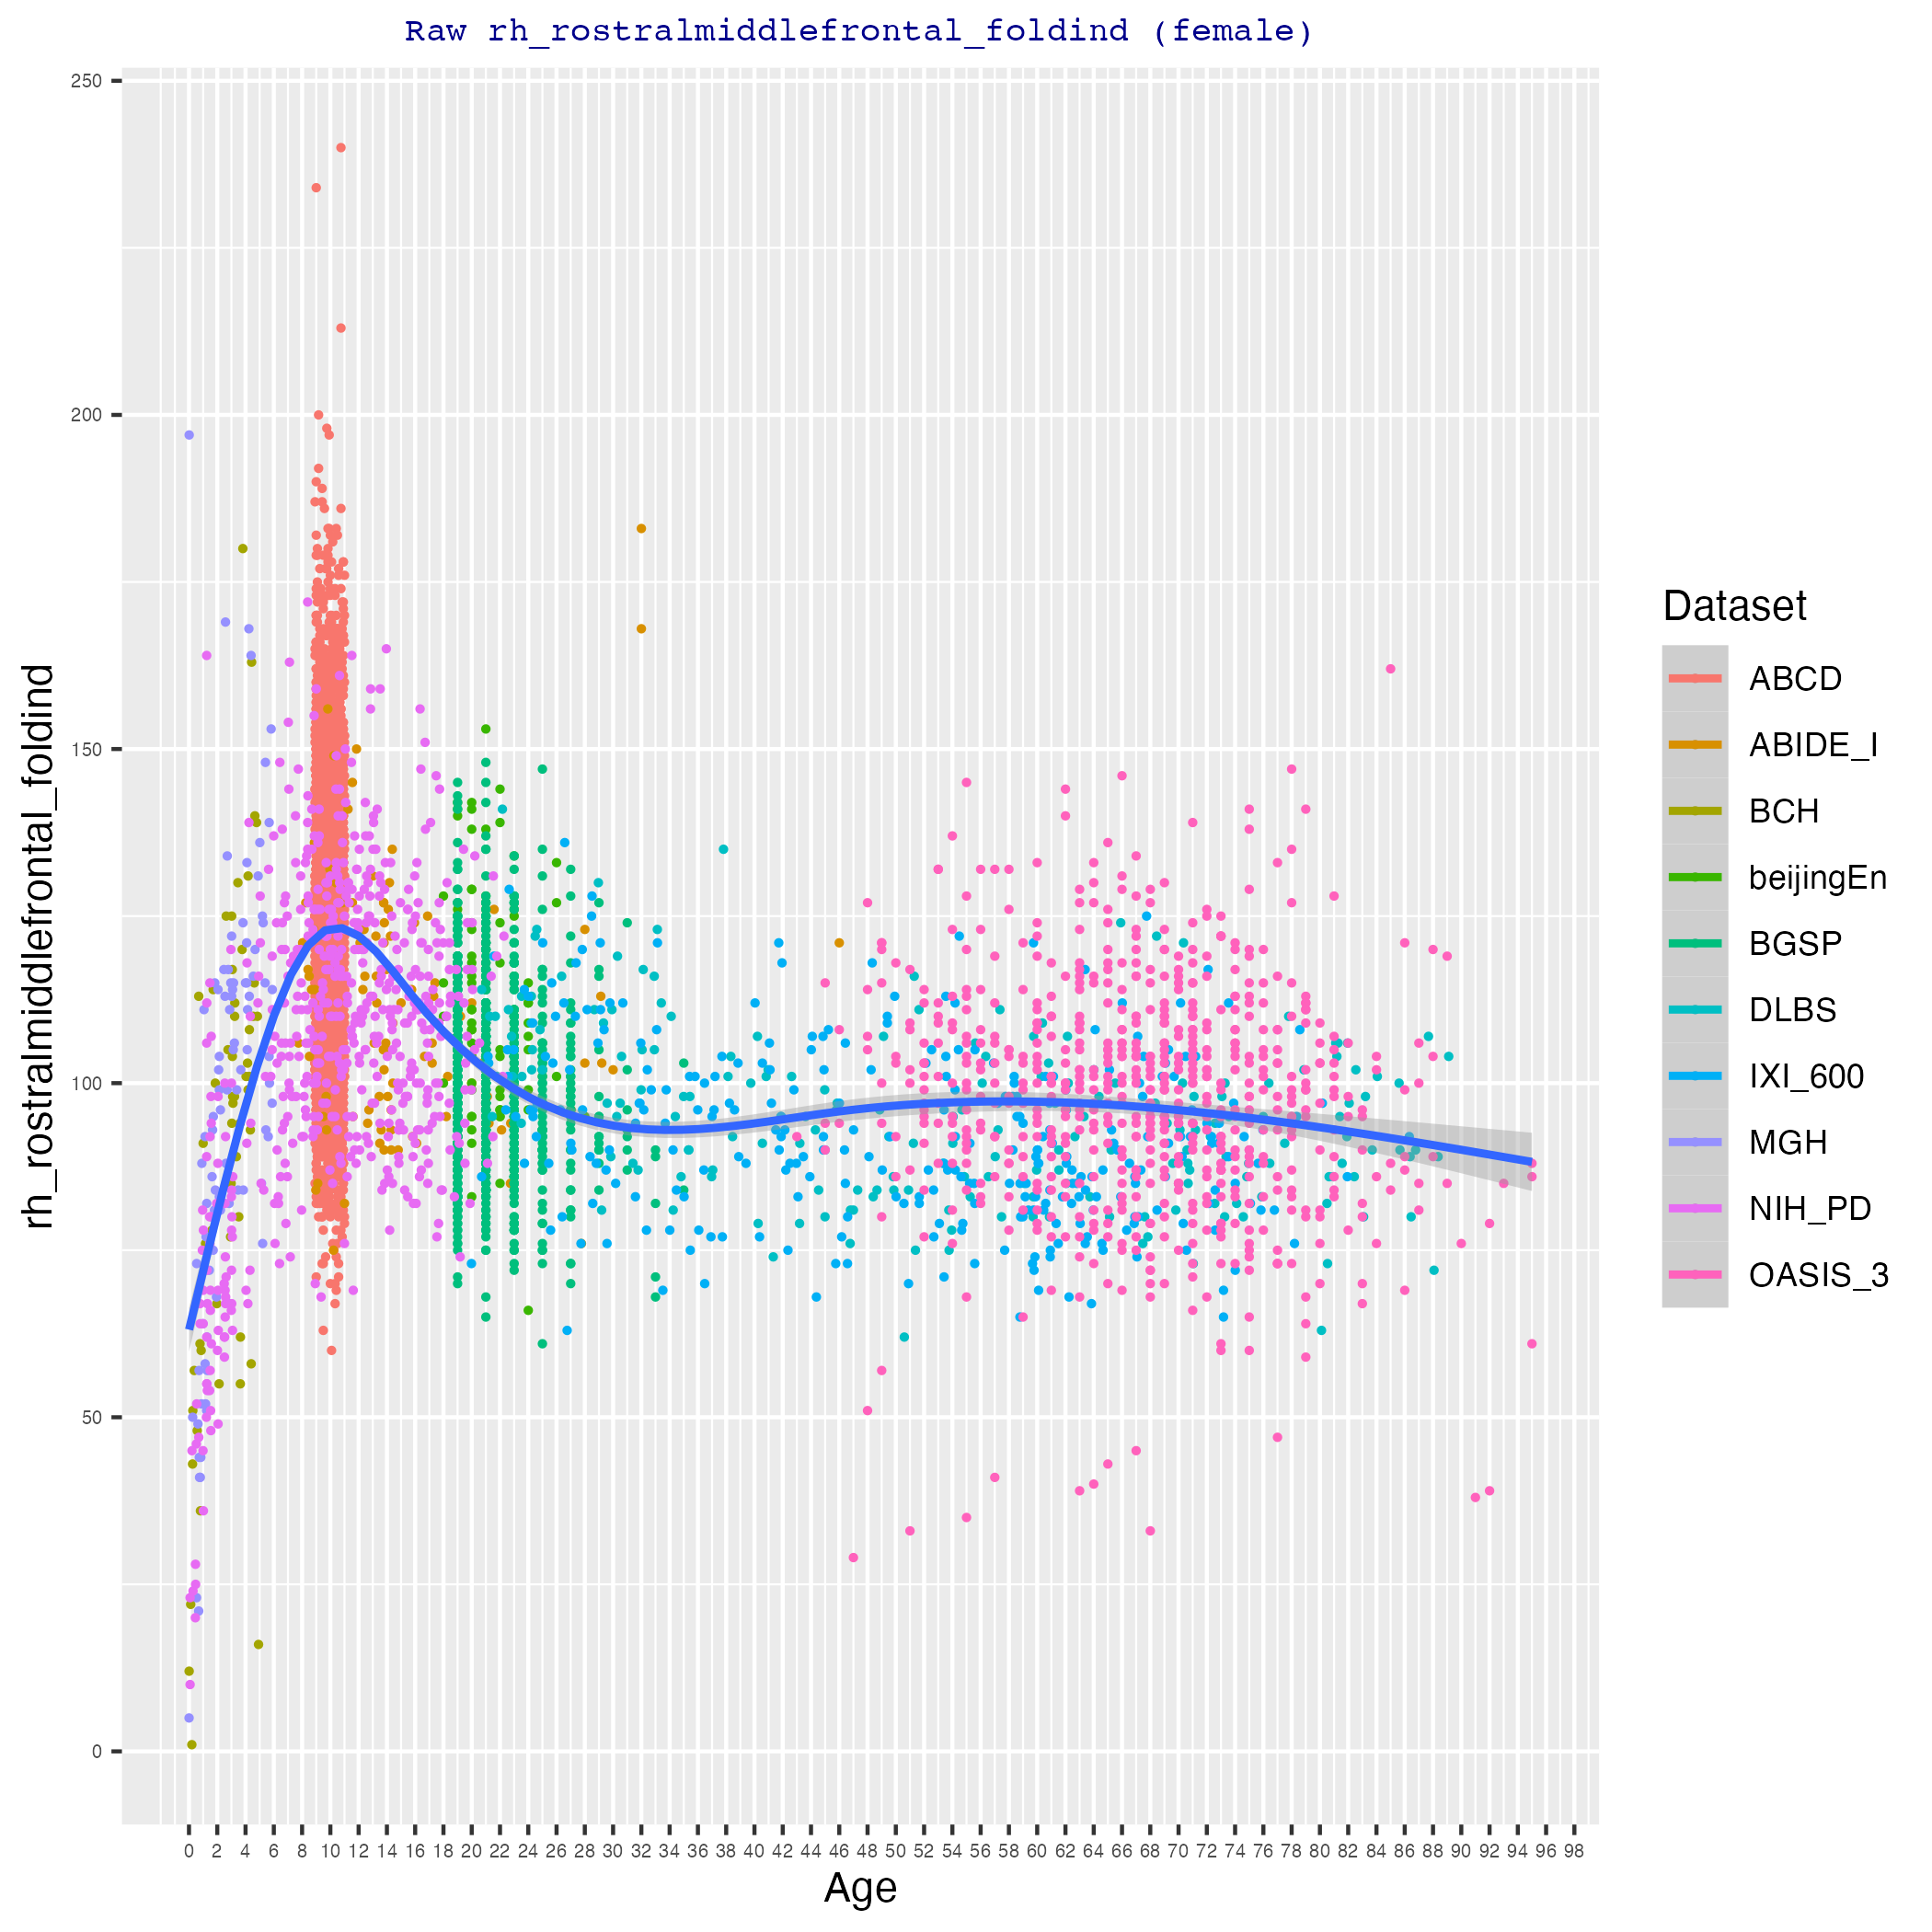 Raw rh_rostralmiddlefrontal_foldind (female)
rh_rostralmiddlefrontal_foldind
250
200
150
100
50
0
0 2 4 6 8 10 12 14 16 18 20 22 24 26 28 30 32 34 36 38 40 42 44 46 48 50 52 54 56 58 60 62 64 66 68 70 72 74 76 78 80 82 84 86 88 90 92 94 96 98
Age
Dataset
ABCD
ABIDE_I
BCH
beijingEn
BGSP
DLBS
IXI_600
MGH
NIH_PD
OASIS_3